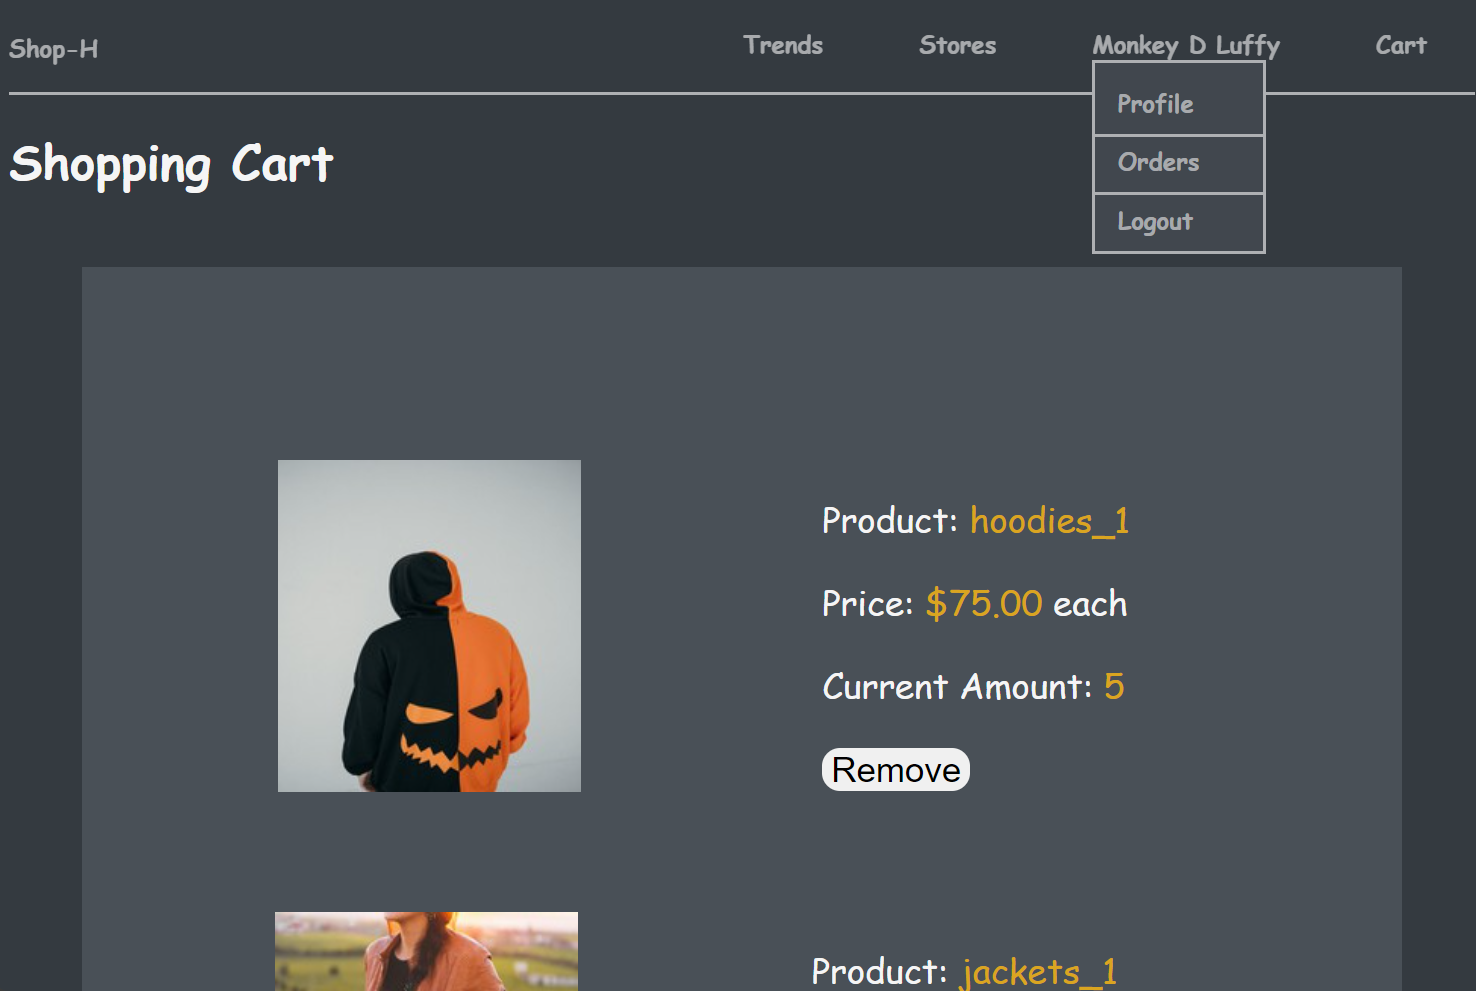 Shop-H
Trends
Stores
Monkey D Luffy
Cart
Profile
Orders
Logout
Shopping Cart
Product: hoodies_1
Price: $75.00 each
Current Amount: 5
Remove
Product: jackets_1